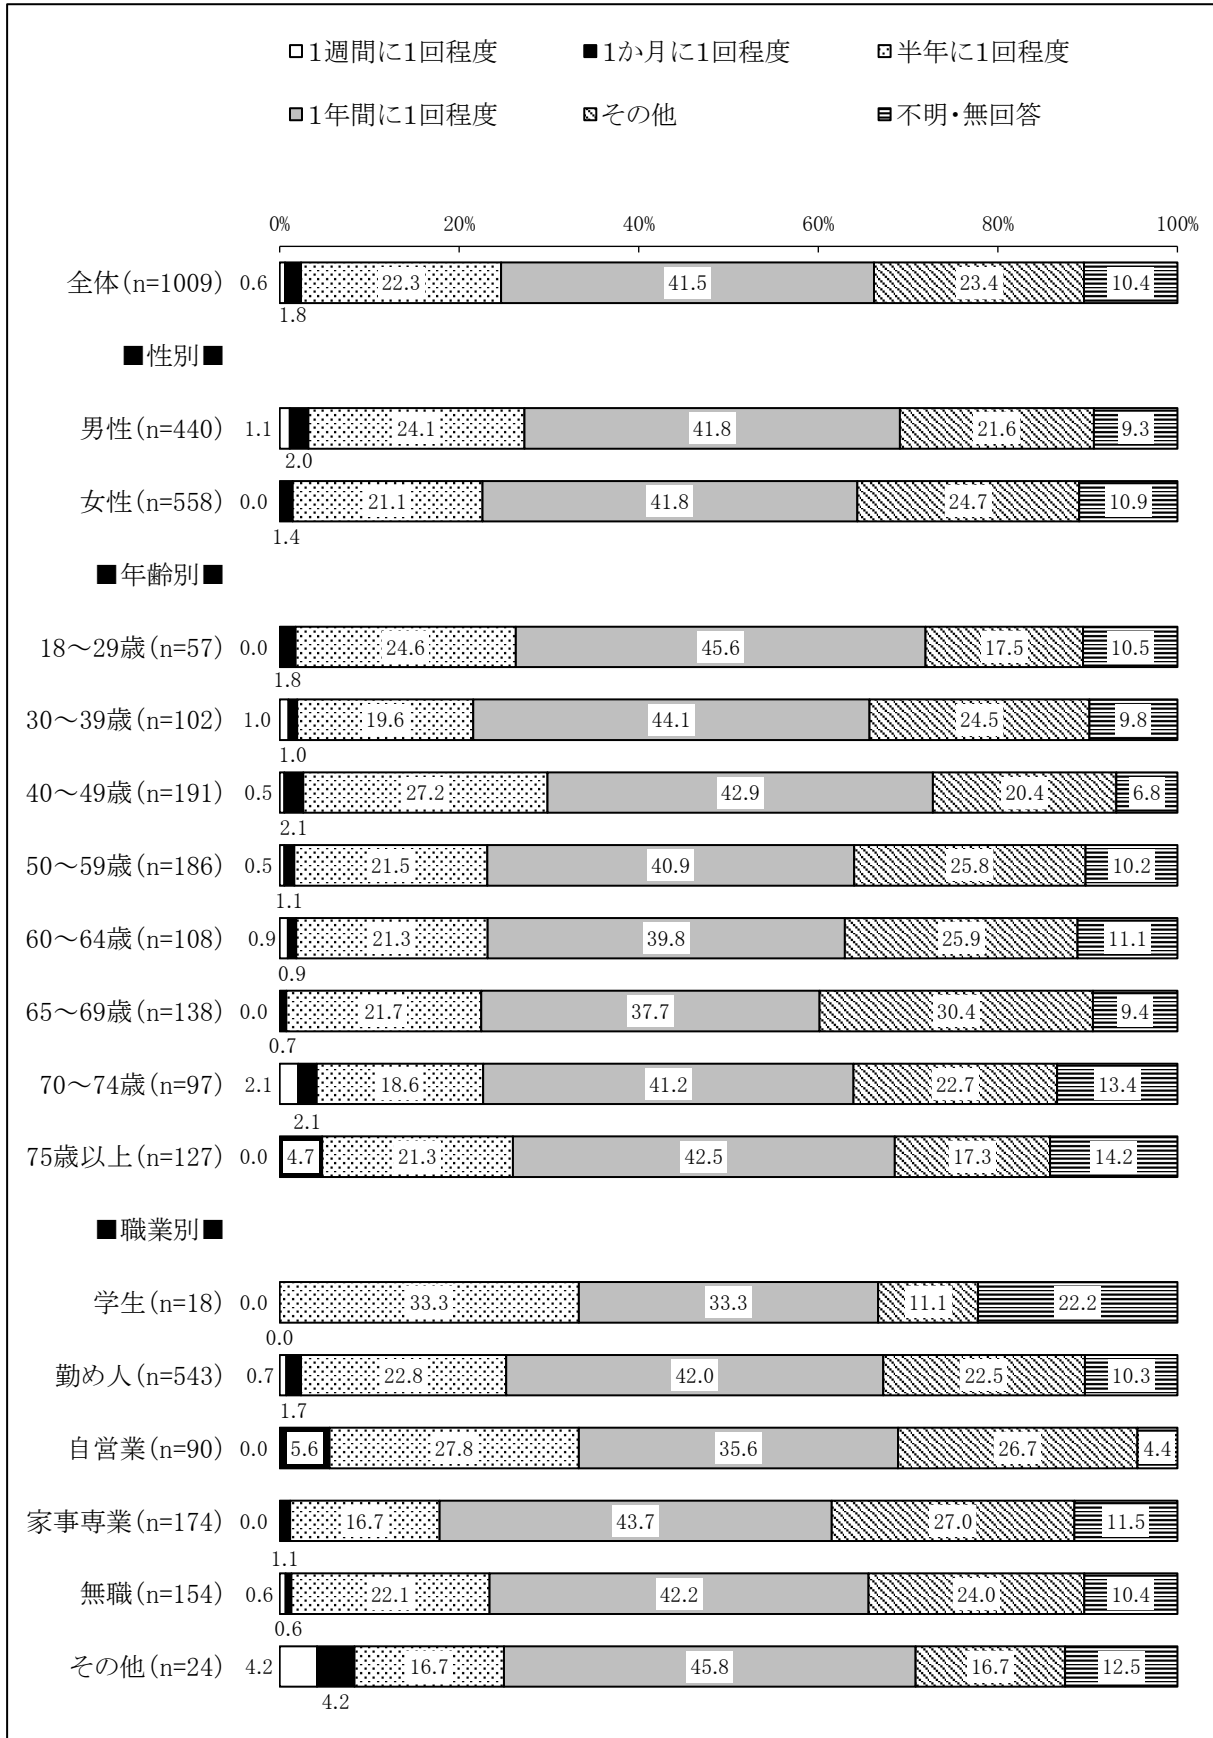 □1週間に1回程度 ■1か月に1回程度 半年に1回程度
1年間に1回程度 その他 不明・無回答
0% 20% 40% 60% 80% 100%
全体(n=1009) 0.6 22.3 41.5 23.4 10.4
1.8
■性別■
男性(n=440) 1.1 24.1 41.8 21.6 9.3
2.0
女性(n=558) 0.0 21.1 41.8 24.7 10.9
1.4
■年齢別■
18～29歳(n=57) 0.0 24.6 45.6 17.5 10.5
1.8
30～39歳(n=102) 1.0 19.6 44.1 24.5 9.8
1.0
40～49歳(n=191) 0.5 27.2 42.9 20.4 6.8
2.1
50～59歳(n=186) 0.5 21.5 40.9 25.8 10.2
1.1
60～64歳(n=108) 0.9 21.3 39.8 25.9 11.1
0.9
65～69歳(n=138) 0.0 21.7 37.7 30.4 9.4
0.7
70～74歳(n=97) 2.1 18.6 41.2 22.7 13.4
2.1
75歳以上(n=127) 0.0 4.7 21.3 42.5 17.3 14.2
■職業別■
学生(n=18) 0.0 33.3 33.3 11.1 22.2
0.0
勤め人(n=543) 0.7 22.8 42.0 22.5 10.3
1.7
自営業(n=90) 0.0 5.6 27.8 35.6 26.7 4.4
家事専業(n=174) 0.0 16.7 43.7 27.0 11.5
1.1
無職(n=154) 0.6 22.1 42.2 24.0 10.4
0.6
その他(n=24) 4.2 16.7 45.8 16.7 12.5
4.2